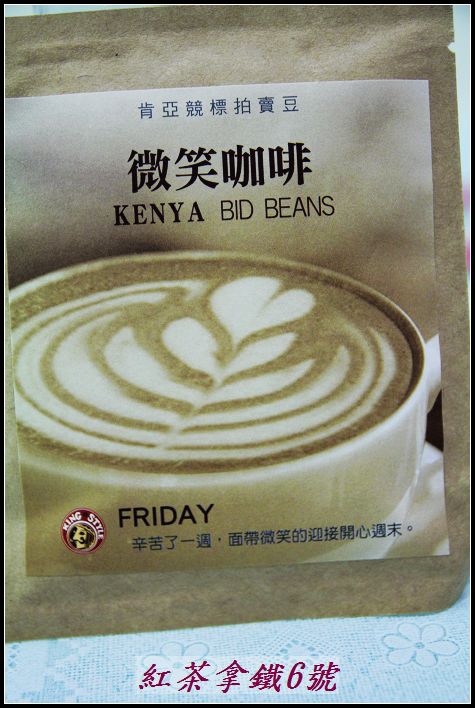 肯亞競標拍賣豆
微笑咖啡
KENYA BID BEANS
KING STYLE
FRIDAY
辛苦了一週，面帶微笑的迎接開心週末。
紅茶拿鐵6號